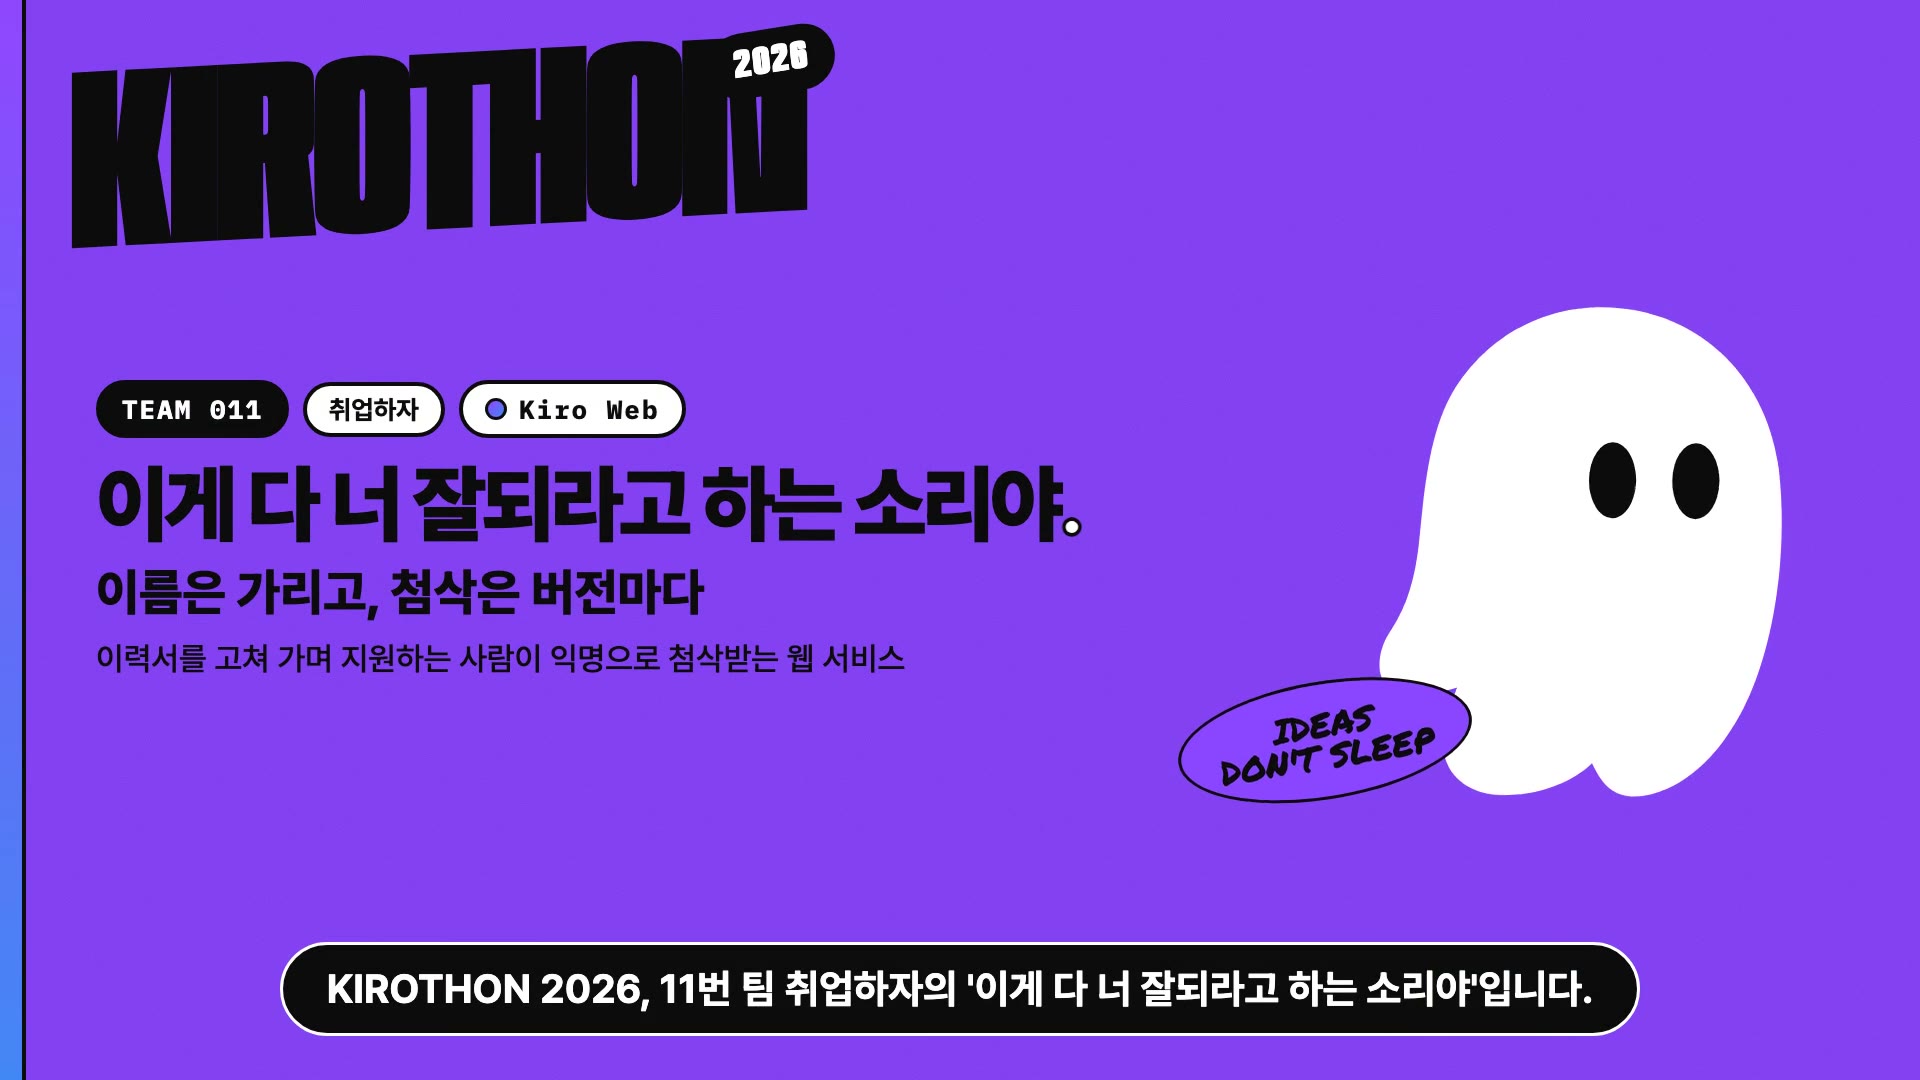 KIROTHON
2026
TEAM 011
취업하자
Kiro Web
이게 다 너 잘되라고 하는 소리야.
이름은 가리고, 첨삭은 버전마다
이력서를 고쳐 가며 지원하는 사람이 익명으로 첨삭받는 웹 서비스
IDEAS
DON'T SLEEP
KIROTHON 2026, 11번 팀 취업하자의 '이게 다 너 잘되라고 하는 소리야'입니다.